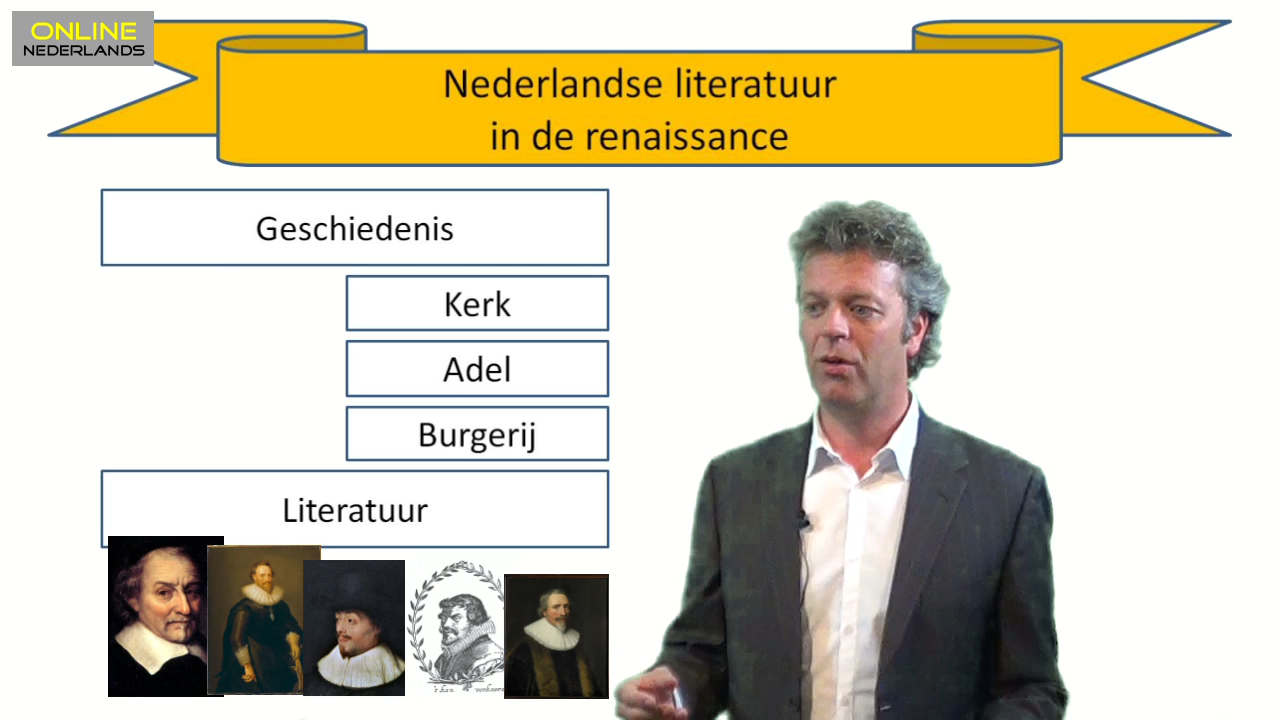 ONLINE
NEDERLANDS
Nederlandse literatuur
in de renaissance
Geschiedenis
Kerk
Adel
Burgerij
Literatuur